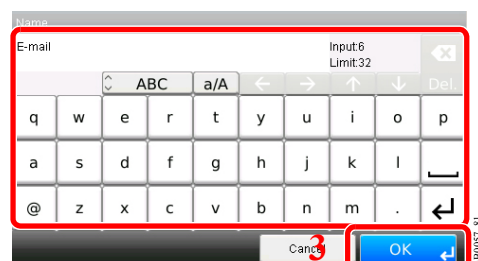 Name
E-mail
Input:6
Limit:32
ABC a/A ← → ↑ ↓ Del.
q w e r t y u i o p
a s d f g h j k l
@ z x c v b n m .
Cancel 3 OK